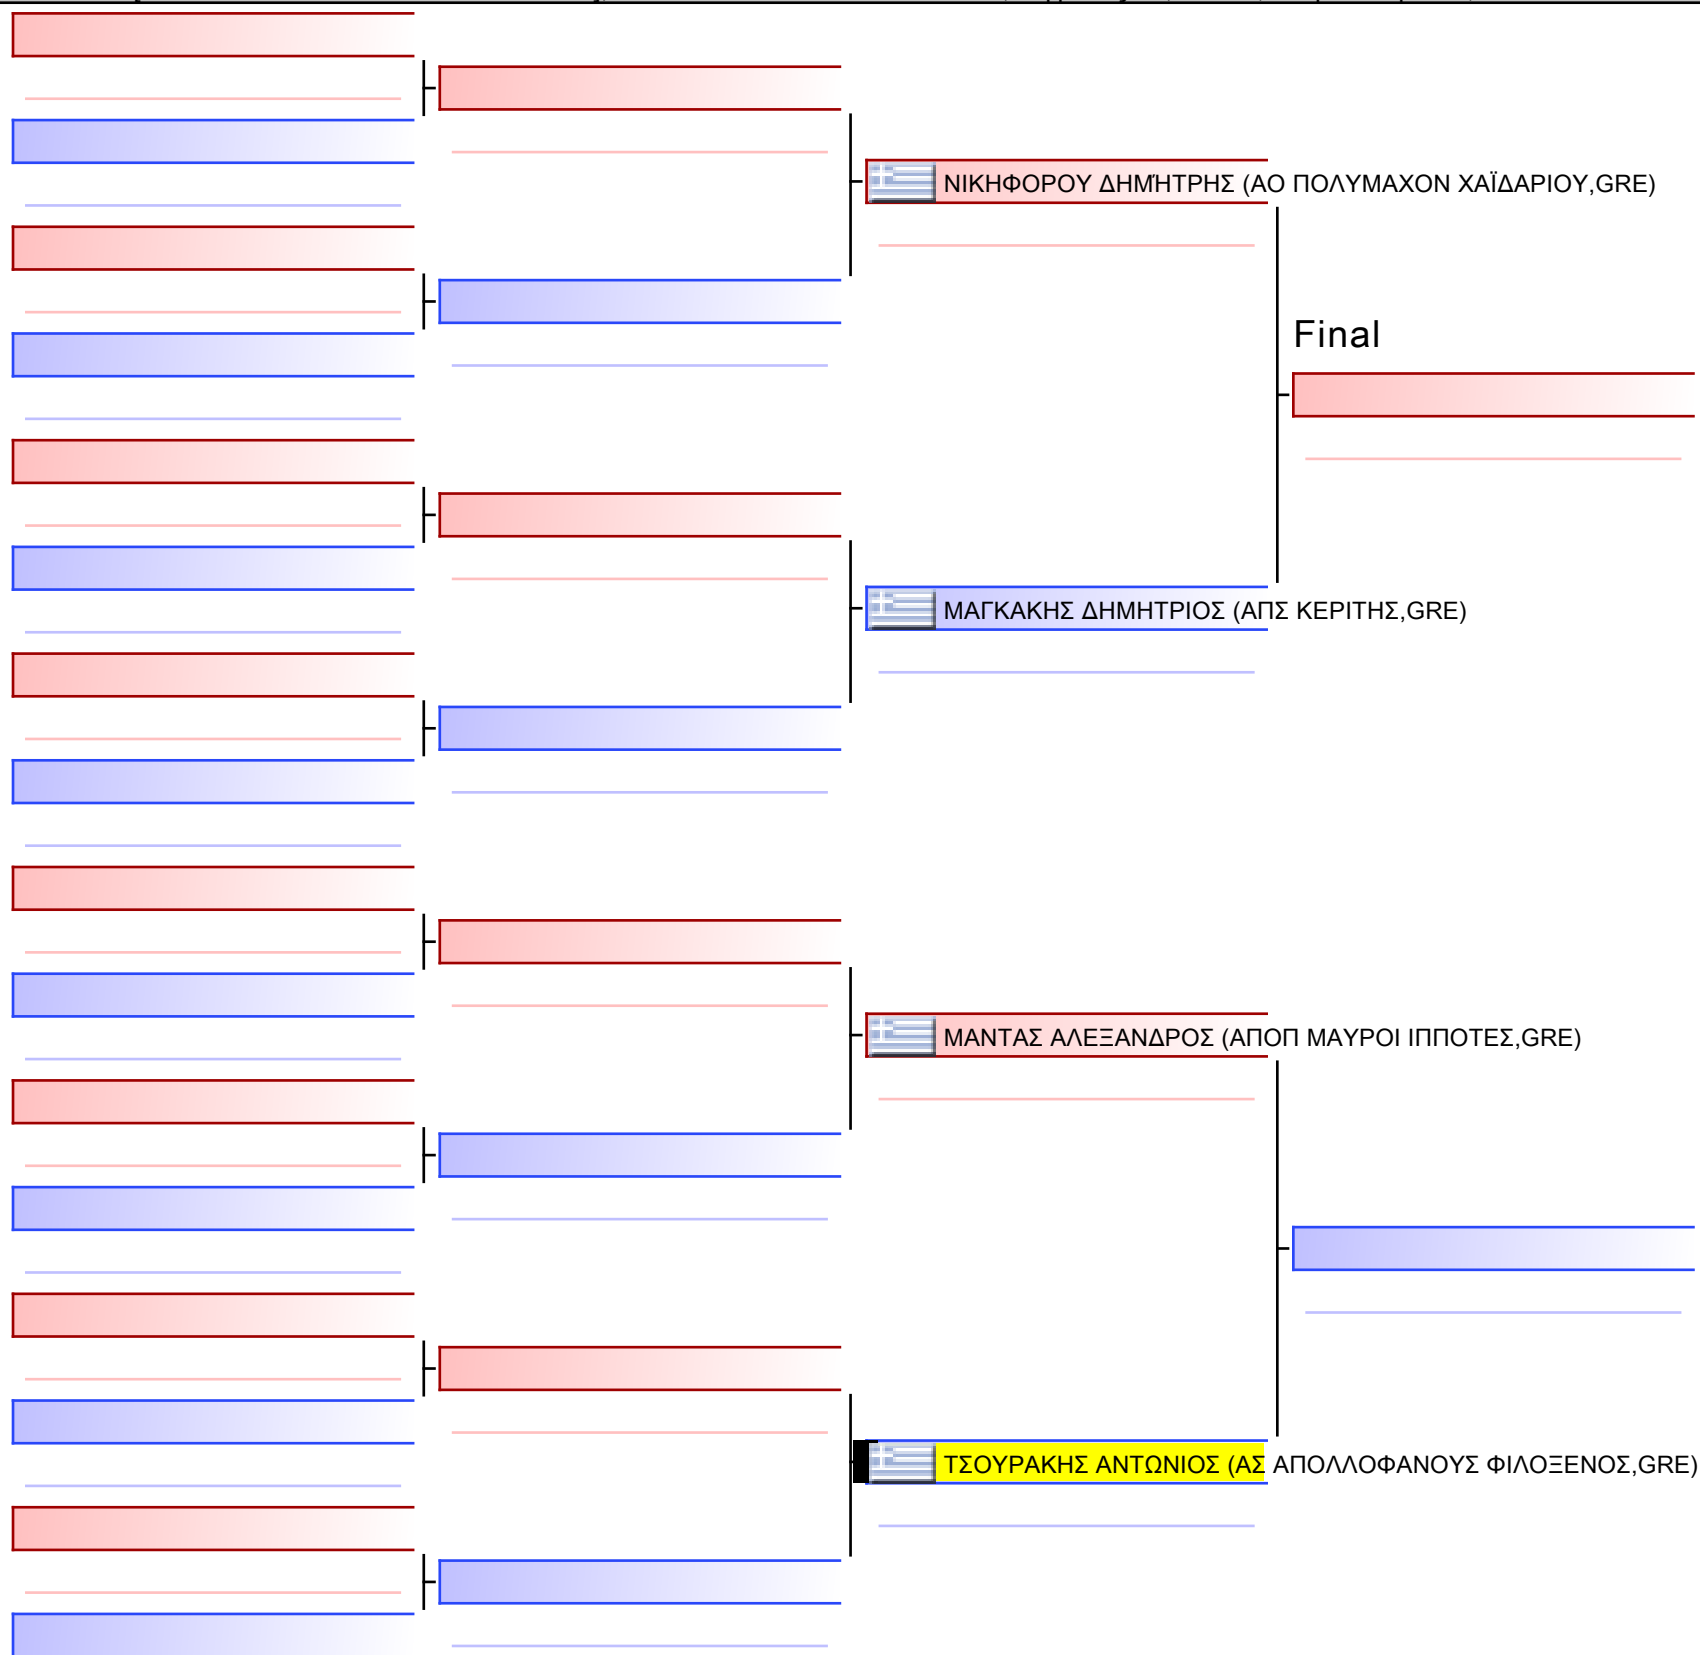 ΝΙΚΗΦΟΡΟΥ ΔΗΜΉΤΡΗΣ (ΑΟ ΠΟΛΥΜΑΧΟΝ ΧΑΪΔΑΡΙΟΥ,GRE)
Final
ΜΑΓΚΑΚΗΣ ΔΗΜΗΤΡΙΟΣ (ΑΠΣ ΚΕΡΙΤΗΣ,GRE)
ΜΑΝΤΑΣ ΑΛΕΞΑΝΔΡΟΣ (ΑΠΟΠ ΜΑΥΡΟΙ ΙΠΠΟΤΕΣ,GRE)
ΤΣΟΥΡΑΚΗΣ ΑΝΤΩΝΙΟΣ (ΑΣ ΑΠΟΛΛΟΦΑΝΟΥΣ ΦΙΛΟΞΕΝΟΣ,GRE)